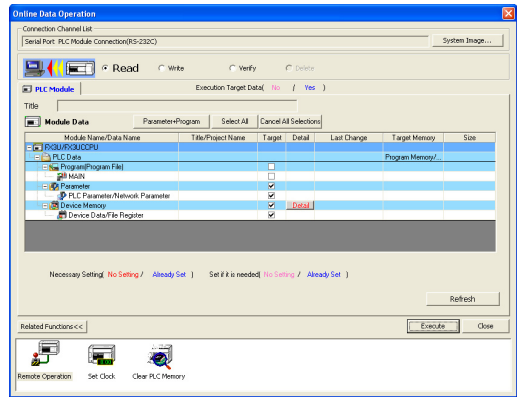 Online Data Operation
Connection Channel List
Serial Port PLC Module Connection(RS-232C)
System Image...
Read
Write
Verify
Delete
PLC Module
Execution Target Data( No / Yes )
Title
Module Data
Parameter+Program
Select All
Cancel All Selections
Module Name/Data Name
Title/Project Name
Target
Detail
Last Change
Target Memory
Size
FX3U/FX3UCCPU
PLC Data
Program Memory/...
Program(Program File)
MAIN
Parameter
PLC Parameter/Network Parameter
Device Memory
Detail
Device Data/File Register
Necessary Setting( No Setting / Already Set ) Set if it is needed( No Setting / Already Set )
Refresh
Related Functions<<
Execute
Close
Remote Operation
Set Clock
Clear PLC Memory